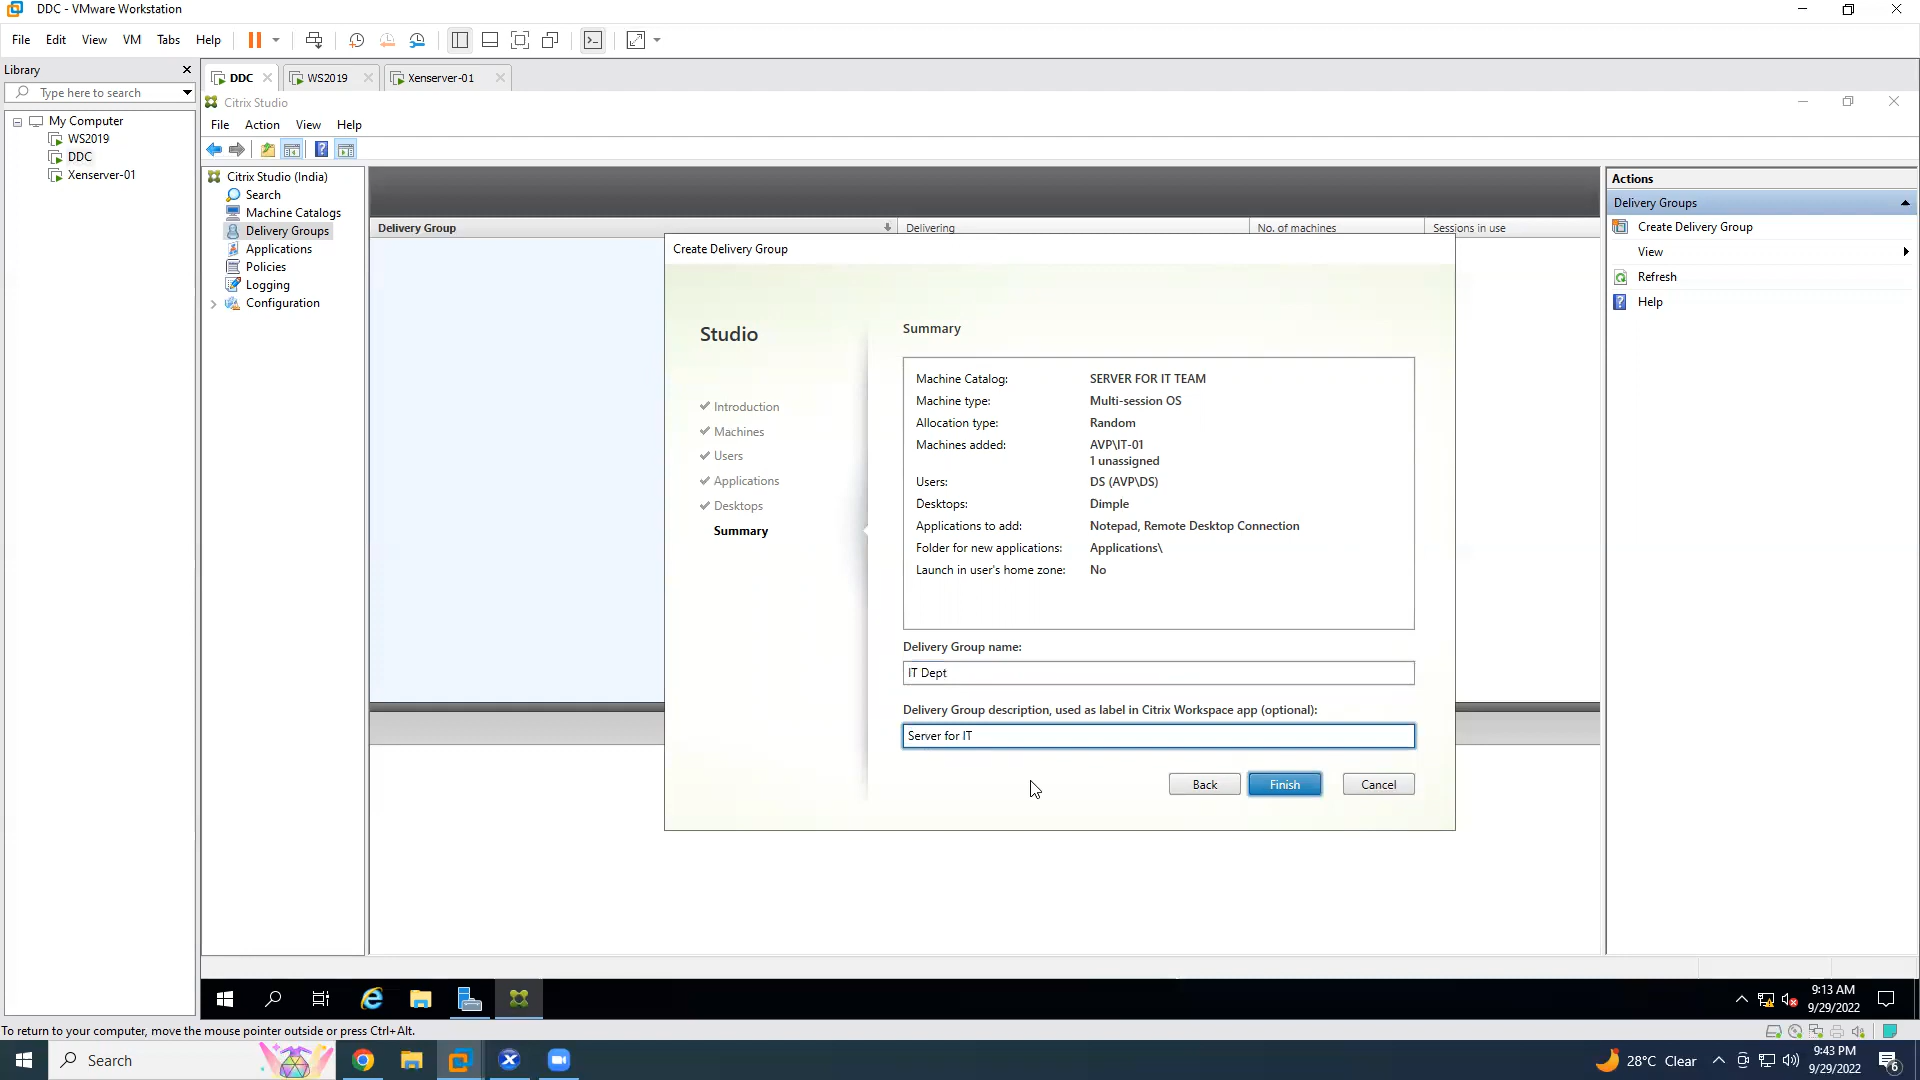 DDC - VMware Workstation
File Edit View VM Tabs Help
Library
Type here to search
My Computer
WS2019
DDC
Xenserver-01
DDC WS2019 Xenserver-01
Citrix Studio
File Action View Help
Citrix Studio (India)
Search
Machine Catalogs
Delivery Groups
Applications
Policies
Logging
Configuration
Delivery Group Delivering No. of machines Sessions in use
Create Delivery Group
Studio
Introduction
Machines
Users
Applications
Desktops
Summary
Summary
Machine Catalog: SERVER FOR IT TEAM
Machine type: Multi-session OS
Allocation type: Random
Machines added: AVP\IT-01
1 unassigned
Users: DS (AVP\DS)
Desktops: Dimple
Applications to add: Notepad, Remote Desktop Connection
Folder for new applications: Applications\
Launch in user's home zone: No
Delivery Group name:
IT Dept
Delivery Group description, used as label in Citrix Workspace app (optional):
Server for IT
Back Finish Cancel
Actions
Delivery Groups
Create Delivery Group
View
Refresh
Help
9:13 AM
9/29/2022
To return to your computer, move the mouse pointer outside or press Ctrl+Alt.
Search
28°C Clear
9:43 PM
9/29/2022
6